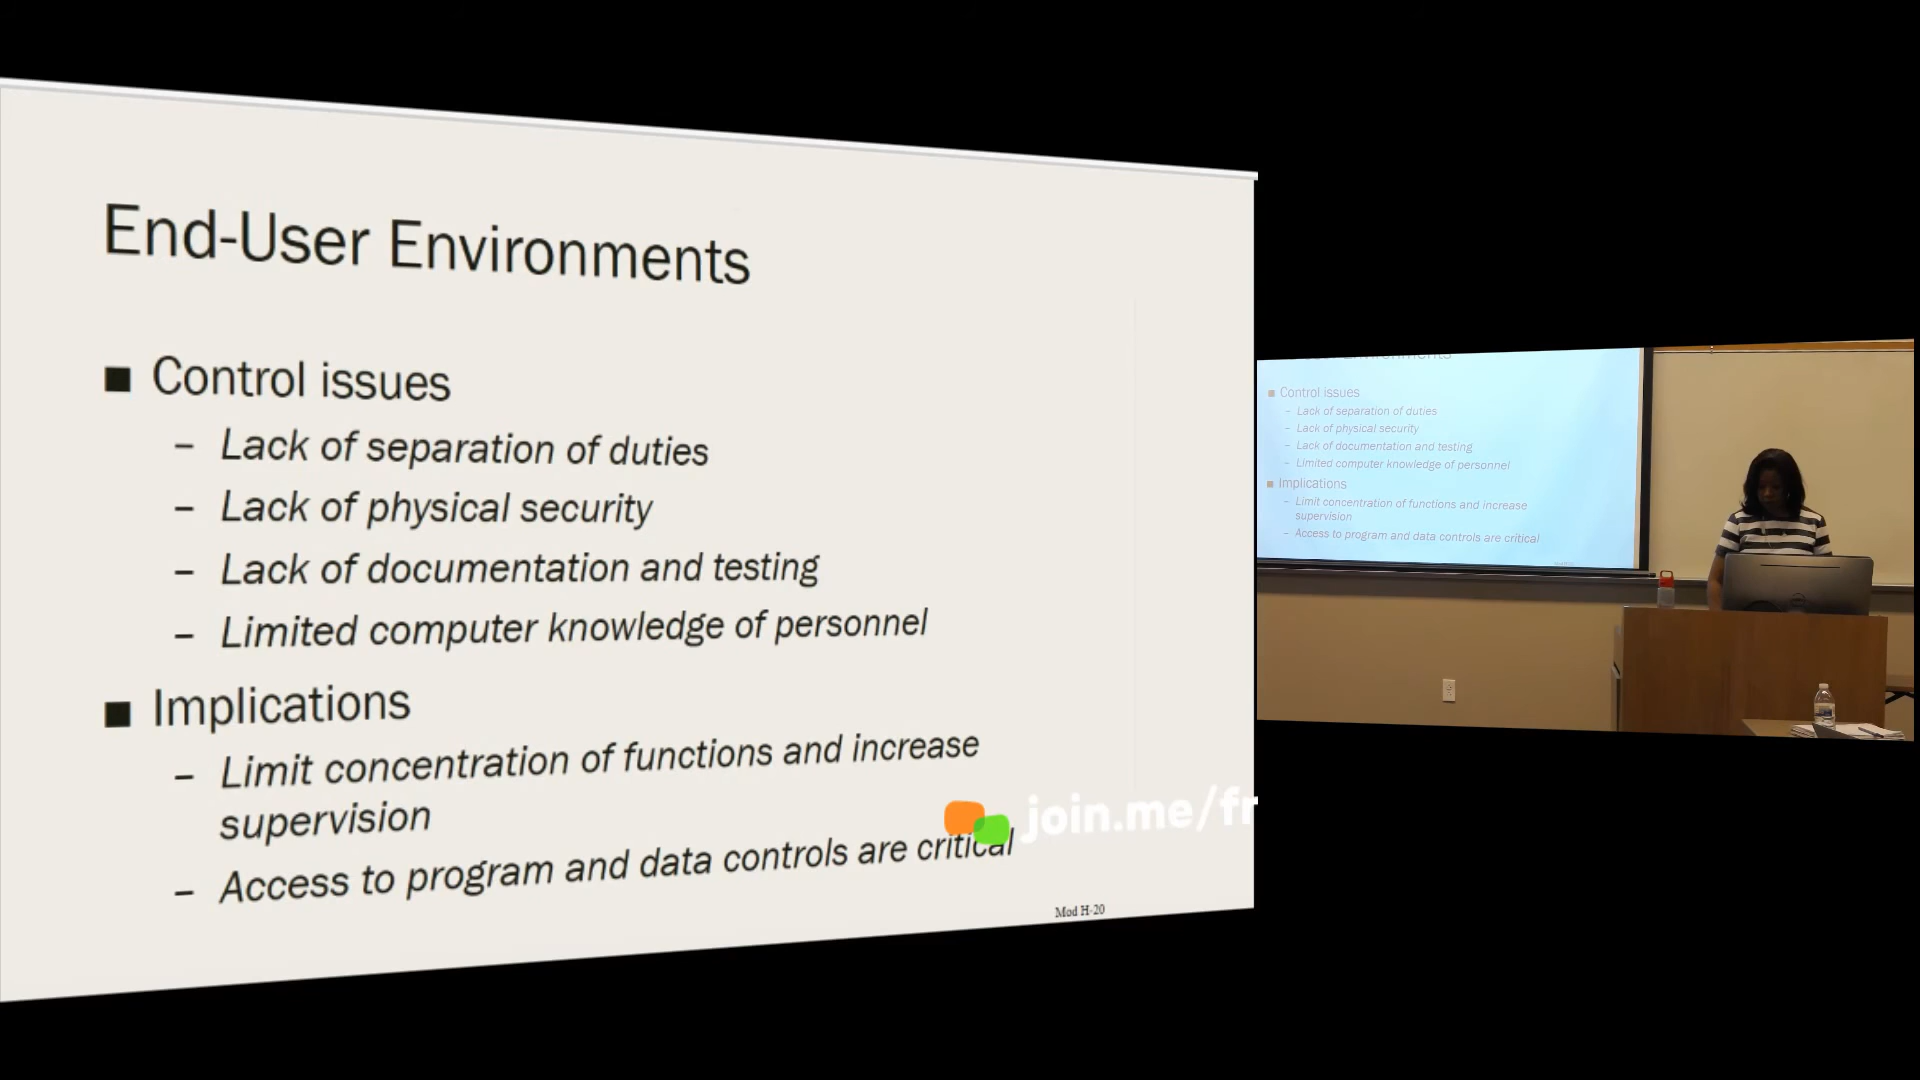 End-User Environments
■ Control issues
– Lack of separation of duties
– Lack of physical security
– Lack of documentation and testing
– Limited computer knowledge of personnel
■ Implications
– Limit concentration of functions and increase
supervision
– Access to program and data controls are critical
join.me/fr
Mod H-20
■ Control issues
– Lack of separation of duties
– Lack of physical security
– Lack of documentation and testing
– Limited computer knowledge of personnel
■ Implications
– Limit concentration of functions and increase
supervision
– Access to program and data controls are critical